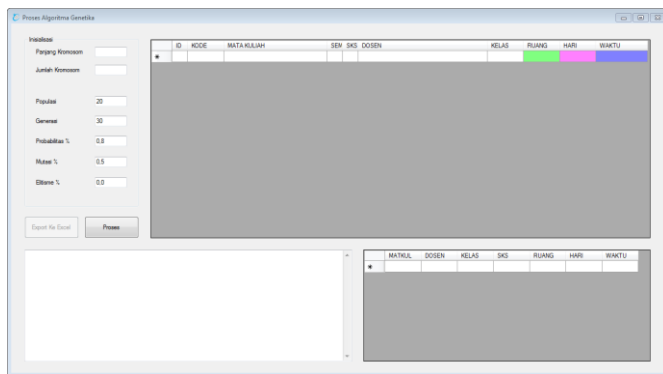 Proses Algoritma Genetika
Inisialisasi
Panjang Kromosom
Jumlah Kromosom
Populasi 20
Generasi 30
Probabilitas % 0.8
Mutasi % 0.5
Elitisme % 0.0
Export Ke Excel Proses
ID KODE MATA KULIAH SEM SKS DOSEN KELAS RUANG HARI WAKTU
MATKUL DOSEN KELAS SKS RUANG HARI WAKTU